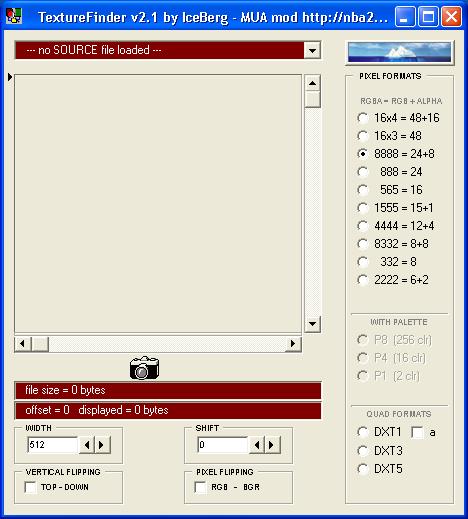 TextureFinder v2.1 by IceBerg - MUA mod http://nba2...
--- no SOURCE file loaded ---
PIXEL FORMATS
RGBA = RGB + ALPHA
16x4 = 48+16
16x3 = 48
8888 = 24+8
888 = 24
565 = 16
1555 = 15+1
4444 = 12+4
8332 = 8+8
332 = 8
2222 = 6+2
WITH PALETTE
P8 (256 clr)
P4 (16 clr)
P1 (2 clr)
QUAD FORMATS
DXT1 a
DXT3
DXT5
file size = 0 bytes
offset = 0 displayed = 0 bytes
WIDTH
512
SHIFT
0
VERTICAL FLIPPING
TOP - DOWN
PIXEL FLIPPING
RGB - BGR